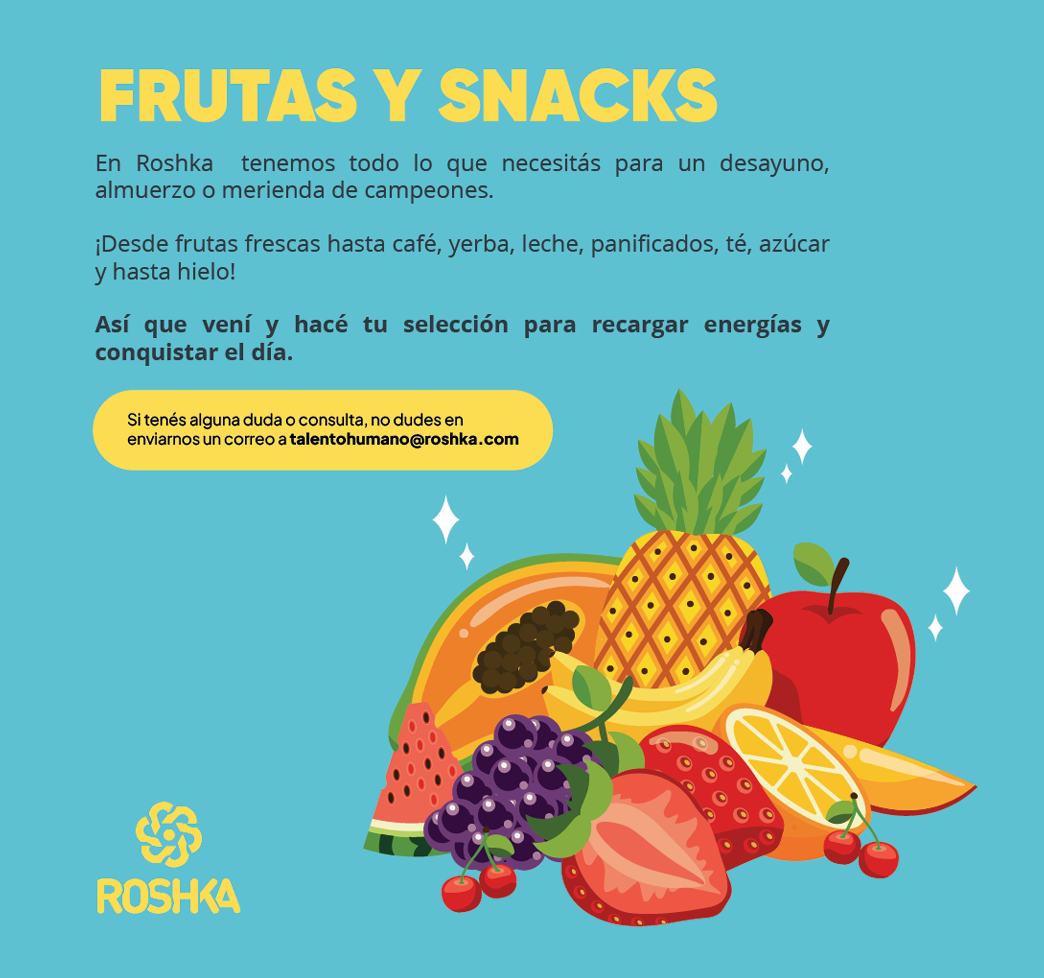 FRUTAS Y SNACKS
En Roshka tenemos todo lo que necesitás para un desayuno,
almuerzo o merienda de campeones.
¡Desde frutas frescas hasta café, yerba, leche, panificados, té, azúcar
y hasta hielo!
Así que vení y hacé tu selección para recargar energías y
conquistar el día.
Si tenés alguna duda o consulta, no dudes en
enviarnos un correo a talentohumano@roshka.com
ROSHKA